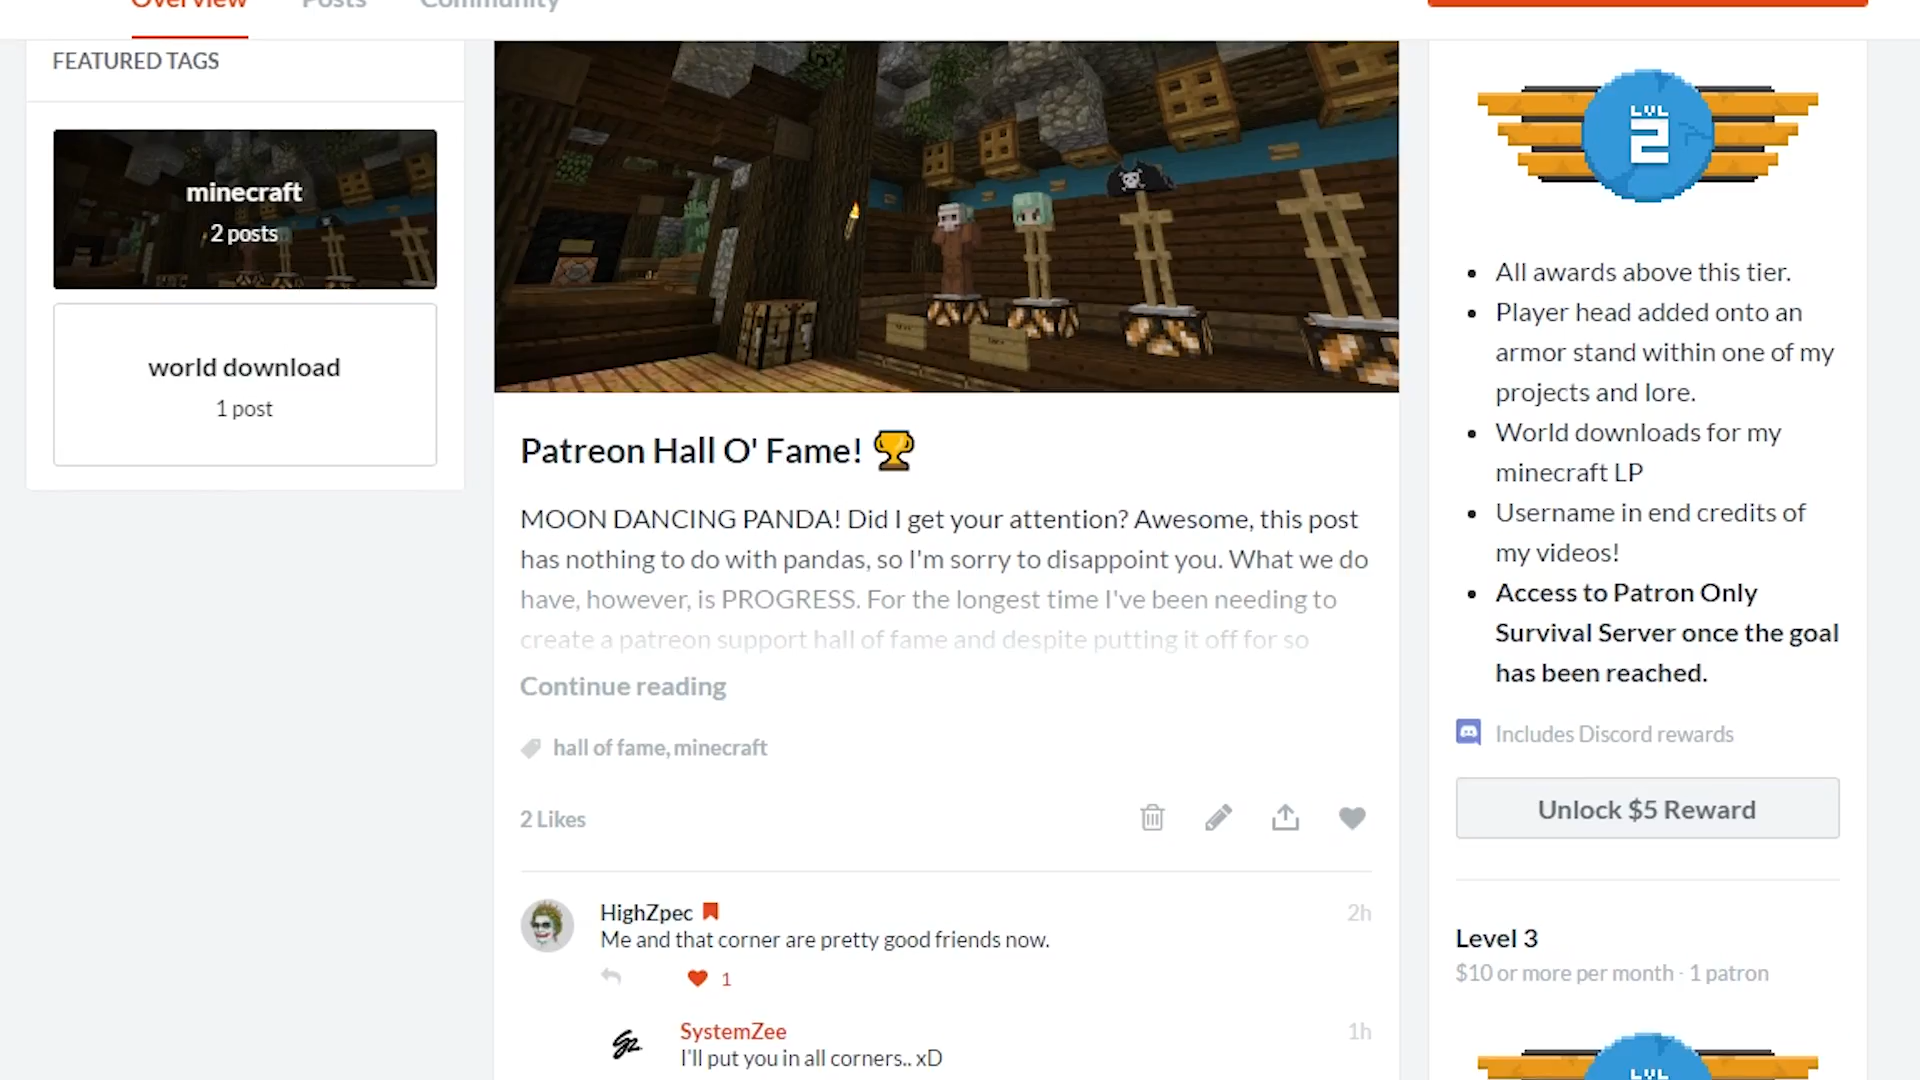 Overview
Posts
Community
FEATURED TAGS
minecraft
2 posts
world download
1 post
Patreon Hall O' Fame!
MOON DANCING PANDA! Did I get your attention? Awesome, this post
has nothing to do with pandas, so I'm sorry to disappoint you. What we do
have, however, is PROGRESS. For the longest time I've been needing to
create a patreon support hall of fame and despite putting it off for so
Continue reading
hall of fame, minecraft
2 Likes
HighZpec
2h
Me and that corner are pretty good friends now.
1
SystemZee
1h
I'll put you in all corners.. xD
LVL
2
All awards above this tier.
Player head added onto an
armor stand within one of my
projects and lore.
World downloads for my
minecraft LP
Username in end credits of
my videos!
Access to Patron Only
Survival Server once the goal
has been reached.
Includes Discord rewards
Unlock $5 Reward
Level 3
$10 or more per month · 1 patron
LVL